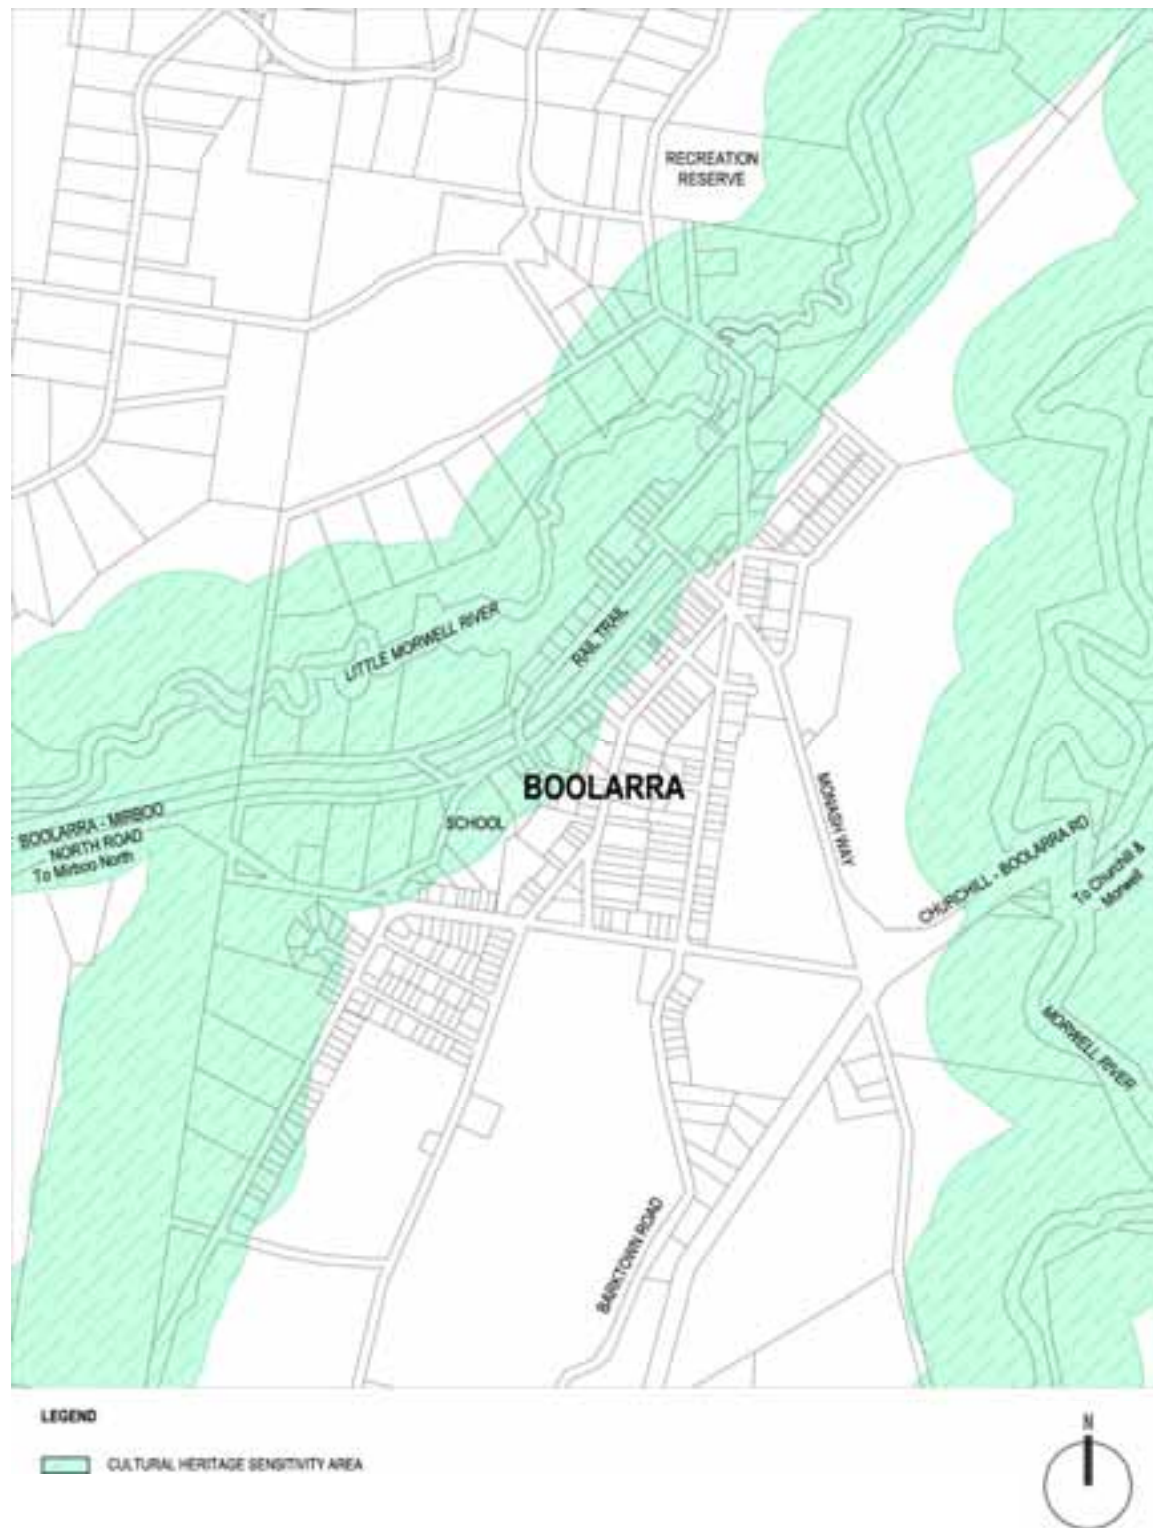 RECREATION
RESERVE
LITTLE MORWELL RIVER
RAIL TRAIL
BOOLARRA
SCHOOL
MONASH WAY
BOOLARRA - MIRBOO
NORTH ROAD
To Mirboo North
CHURCHILL - BOOLARRA RD
To Churchill &
Morwell
MORWELL RIVER
BARKTOWN ROAD
LEGEND
CULTURAL HERITAGE SENSITIVITY AREA
N